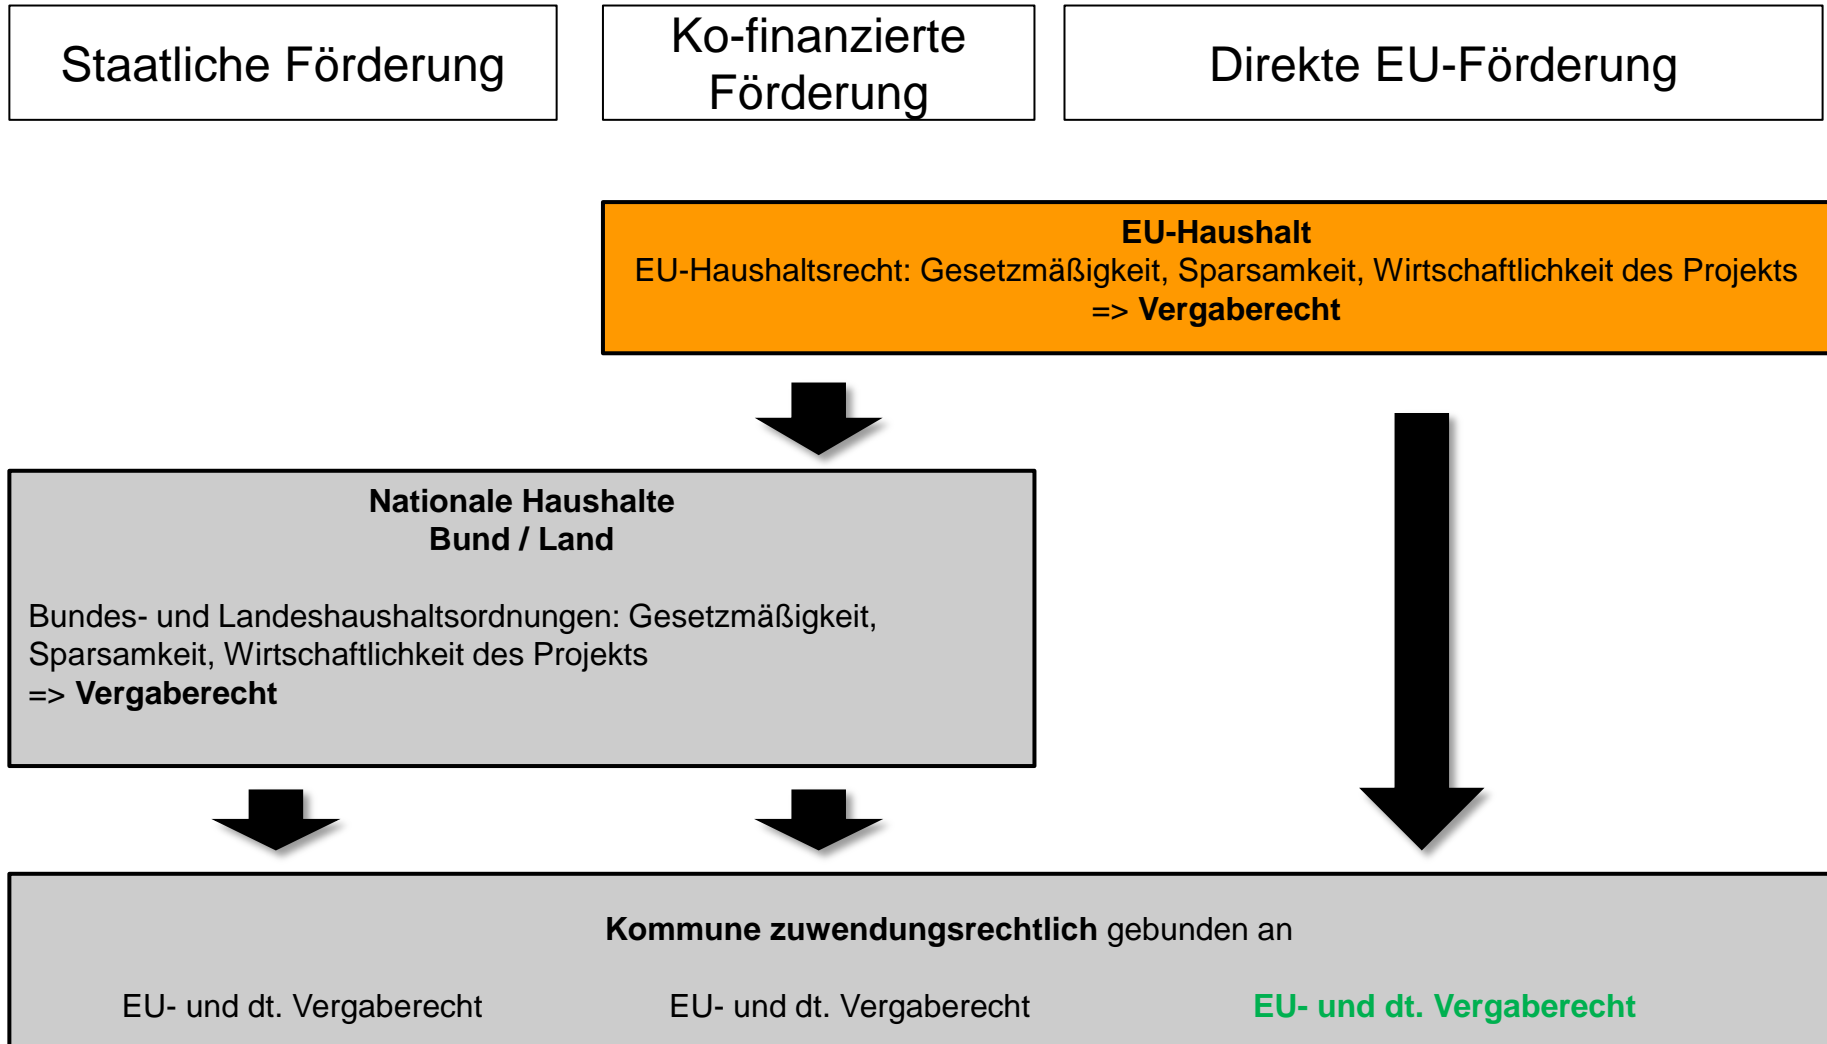 Staatliche Förderung
Ko-finanzierte
Förderung
Direkte EU-Förderung
EU-Haushalt
EU-Haushaltsrecht: Gesetzmäßigkeit, Sparsamkeit, Wirtschaftlichkeit des Projekts
=> Vergaberecht
Nationale Haushalte
Bund / Land
Bundes- und Landeshaushaltsordnungen: Gesetzmäßigkeit,
Sparsamkeit, Wirtschaftlichkeit des Projekts
=> Vergaberecht
Kommune zuwendungsrechtlich gebunden an
EU- und dt. Vergaberecht
EU- und dt. Vergaberecht
EU- und dt. Vergaberecht